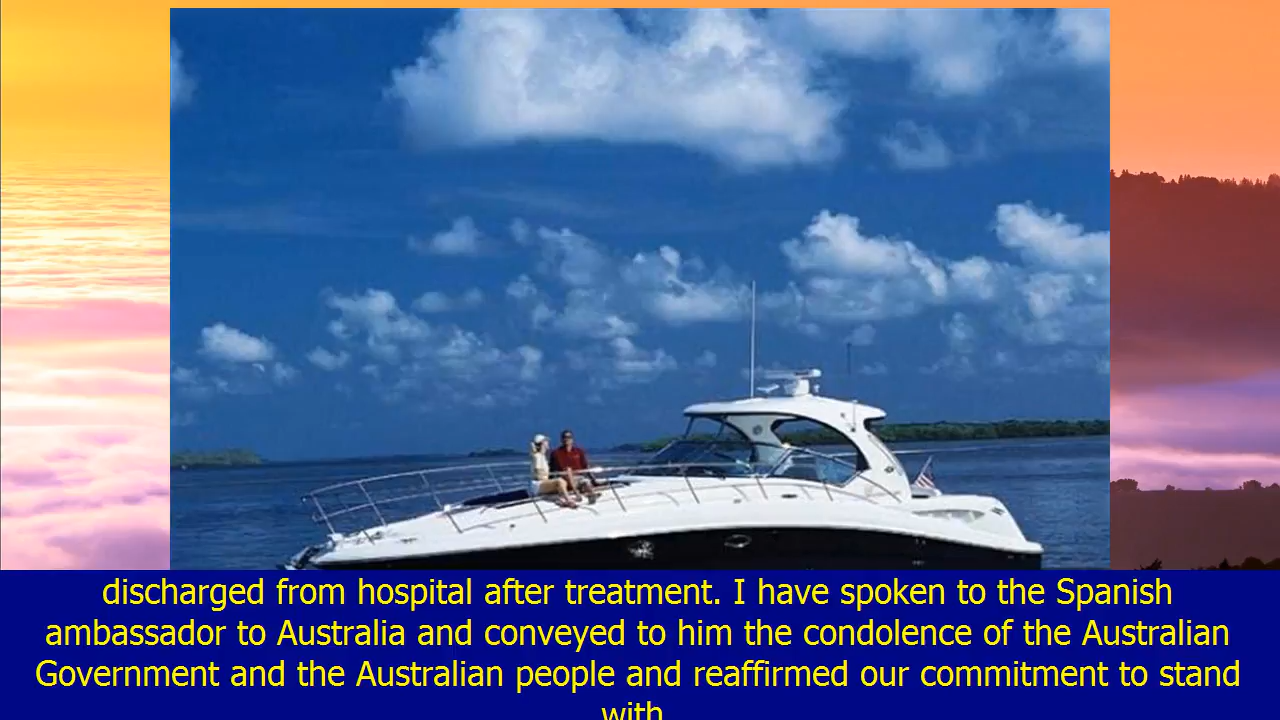 discharged from hospital after treatment. I have spoken to the Spanish
ambassador to Australia and conveyed to him the condolence of the Australian
Government and the Australian people and reaffirmed our commitment to stand
with